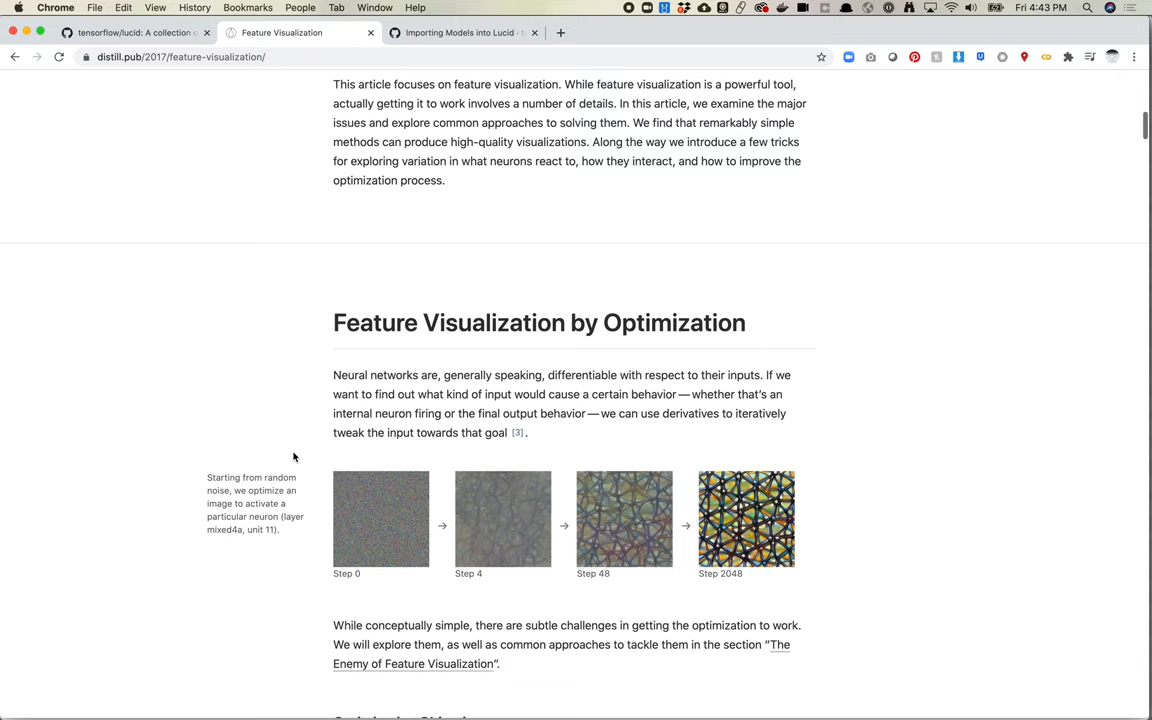 Chrome File Edit View History Bookmarks People Tab Window Help Fri 4:43 PM
tensorflow/lucid: A collection o
Feature Visualization
Importing Models into Lucid · t
distill.pub/2017/feature-visualization/
This article focuses on feature visualization. While feature visualization is a powerful tool,
actually getting it to work involves a number of details. In this article, we examine the major
issues and explore common approaches to solving them. We find that remarkably simple
methods can produce high-quality visualizations. Along the way we introduce a few tricks
for exploring variation in what neurons react to, how they interact, and how to improve the
optimization process.
Feature Visualization by Optimization
Neural networks are, generally speaking, differentiable with respect to their inputs. If we
want to find out what kind of input would cause a certain behavior — whether that's an
internal neuron firing or the final output behavior — we can use derivatives to iteratively
tweak the input towards that goal [3] .
Starting from random
noise, we optimize an
image to activate a
particular neuron (layer
mixed4a, unit 11).
Step 0
Step 4
Step 48
Step 2048
While conceptually simple, there are subtle challenges in getting the optimization to work.
We will explore them, as well as common approaches to tackle them in the section “The
Enemy of Feature Visualization”.